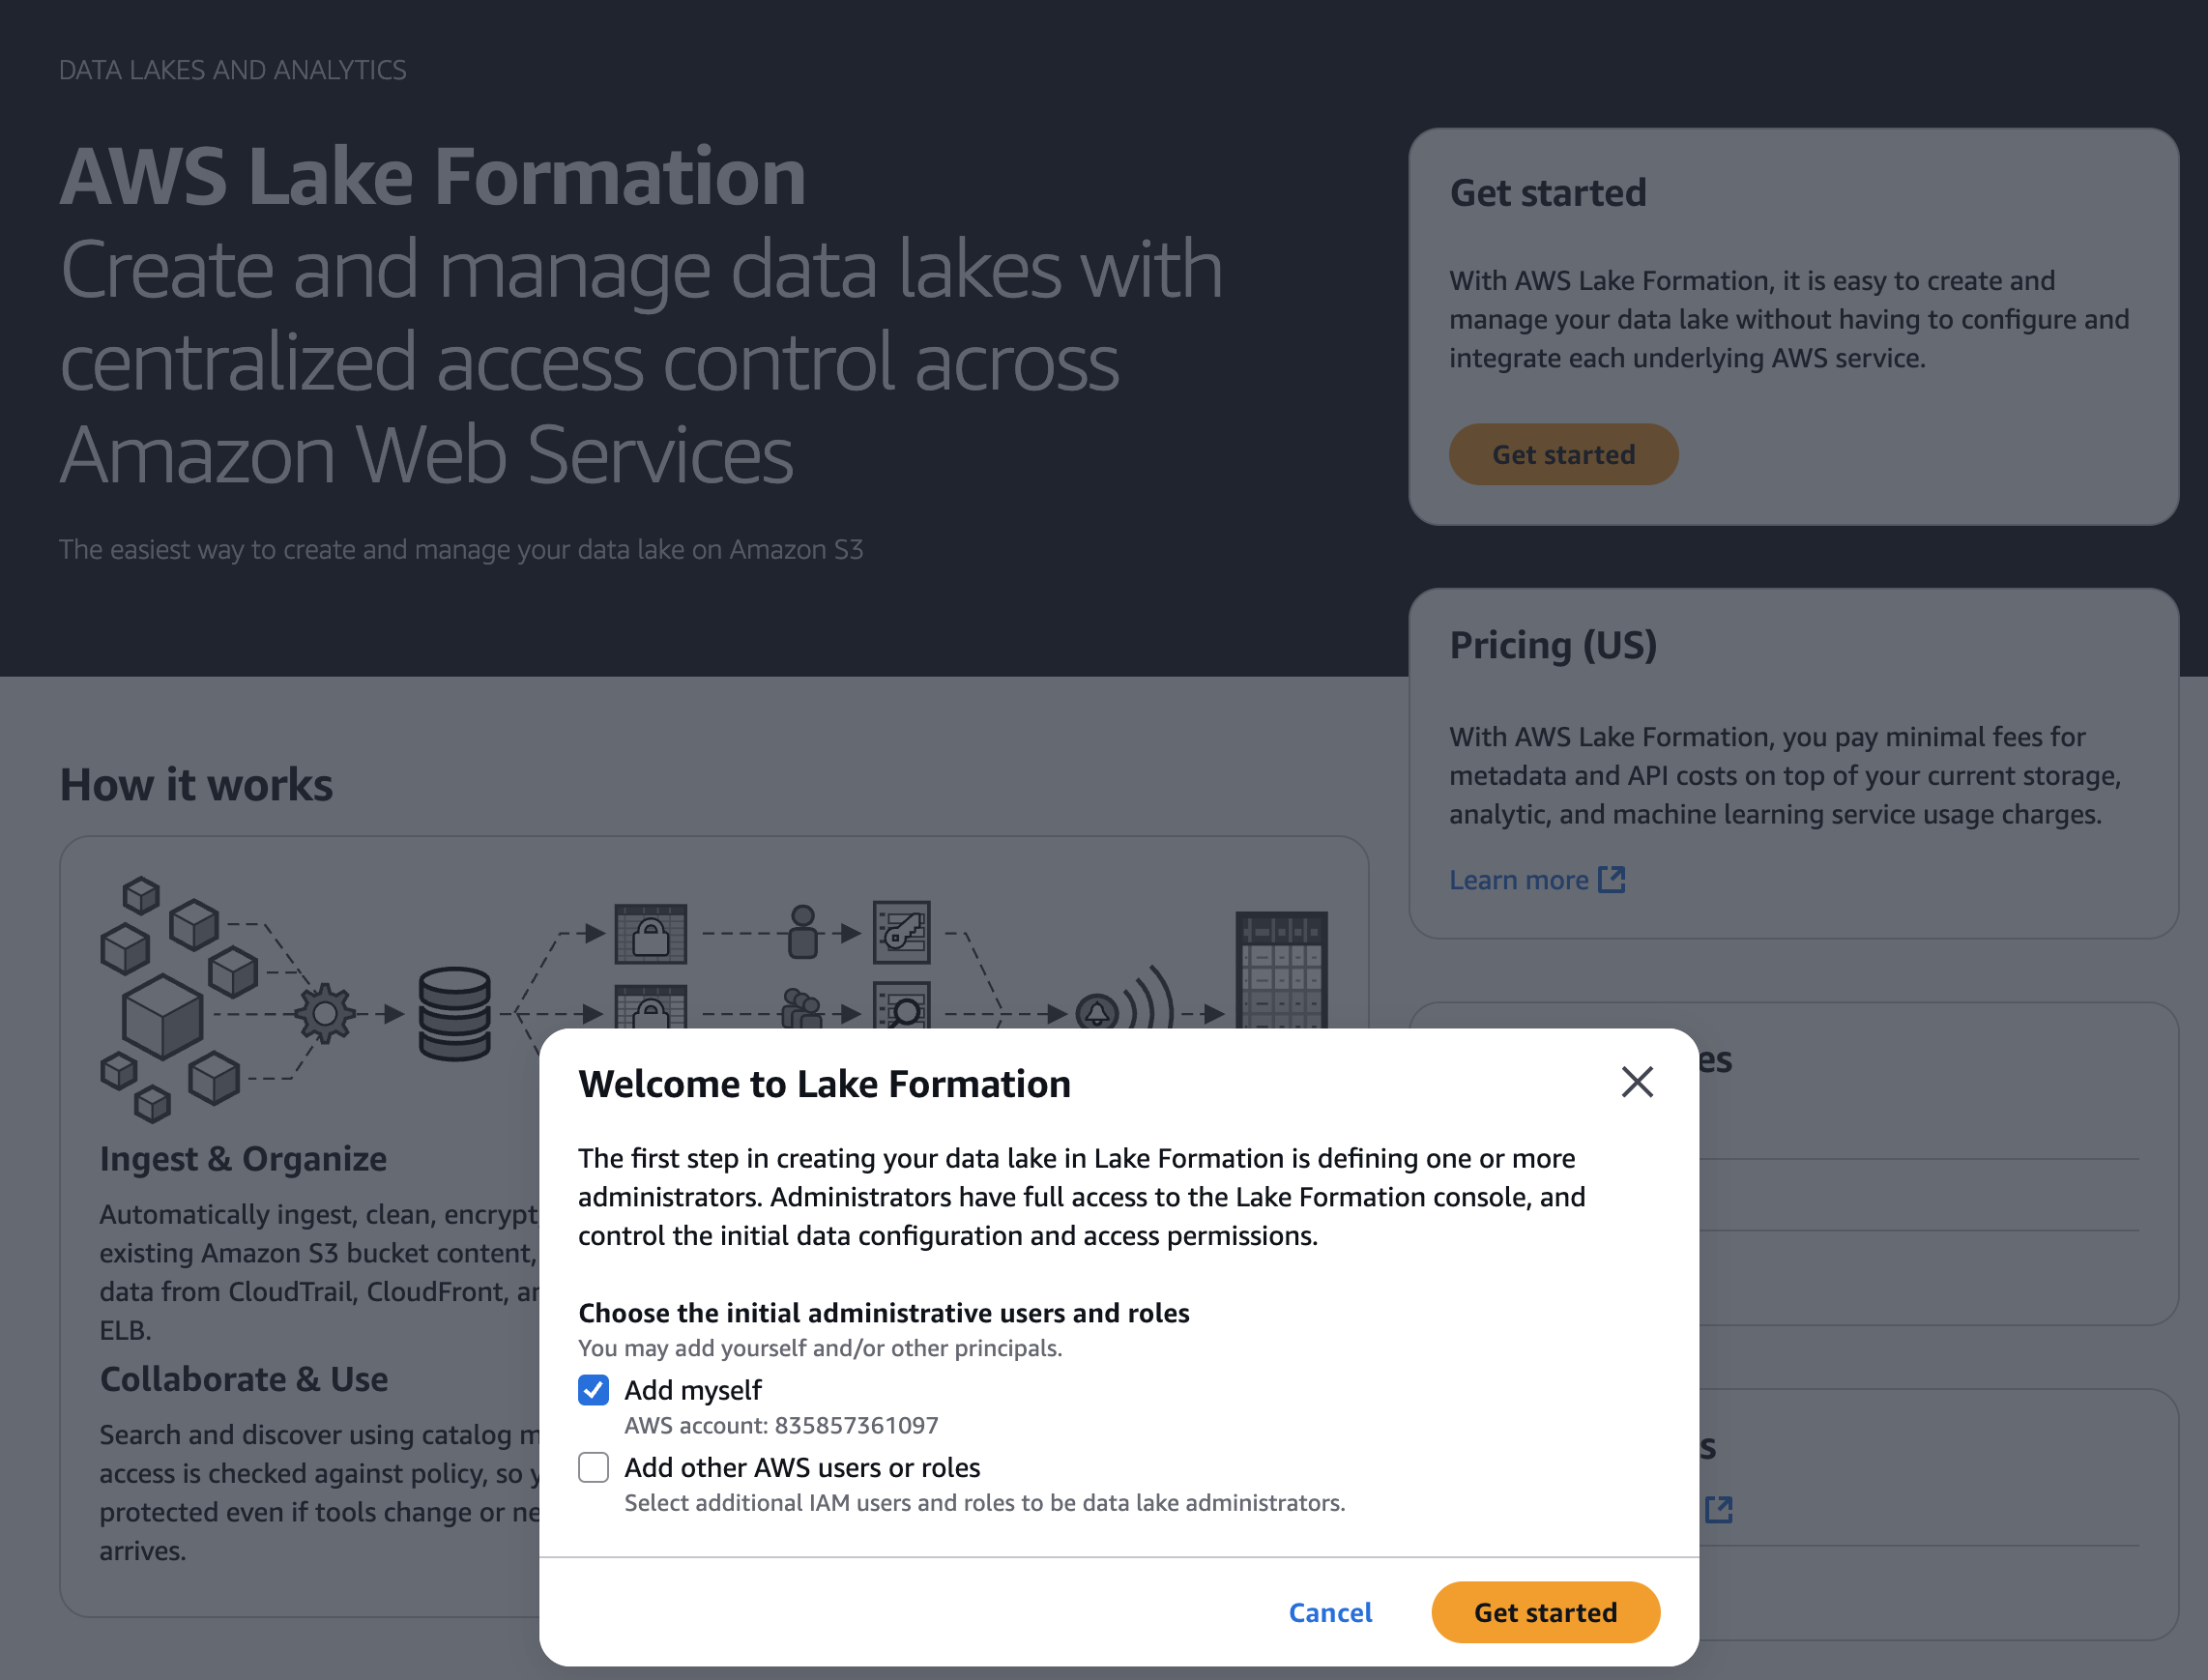 DATA LAKES AND ANALYTICS
AWS Lake Formation
Create and manage data lakes with
centralized access control across
Amazon Web Services
The easiest way to create and manage your data lake on Amazon S3
Get started
With AWS Lake Formation, it is easy to create and
manage your data lake without having to configure and
integrate each underlying AWS service.
Get started
Pricing (US)
With AWS Lake Formation, you pay minimal fees for
metadata and API costs on top of your current storage,
analytic, and machine learning service usage charges.
Learn more
How it works
Ingest & Organize
Automatically ingest, clean, encrypt
existing Amazon S3 bucket content,
data from CloudTrail, CloudFront,
ELB.
Collaborate & Use
Search and discover using catalog
access is checked against policy, so
protected even if tools change or
arrives.
Welcome to Lake Formation
The first step in creating your data lake in Lake Formation is defining one or more
administrators. Administrators have full access to the Lake Formation console, and
control the initial data configuration and access permissions.
Choose the initial administrative users and roles
You may add yourself and/or other principals.
Add myself
AWS account: 835857361097
Add other AWS users or roles
Select additional IAM users and roles to be data lake administrators.
Cancel
Get started